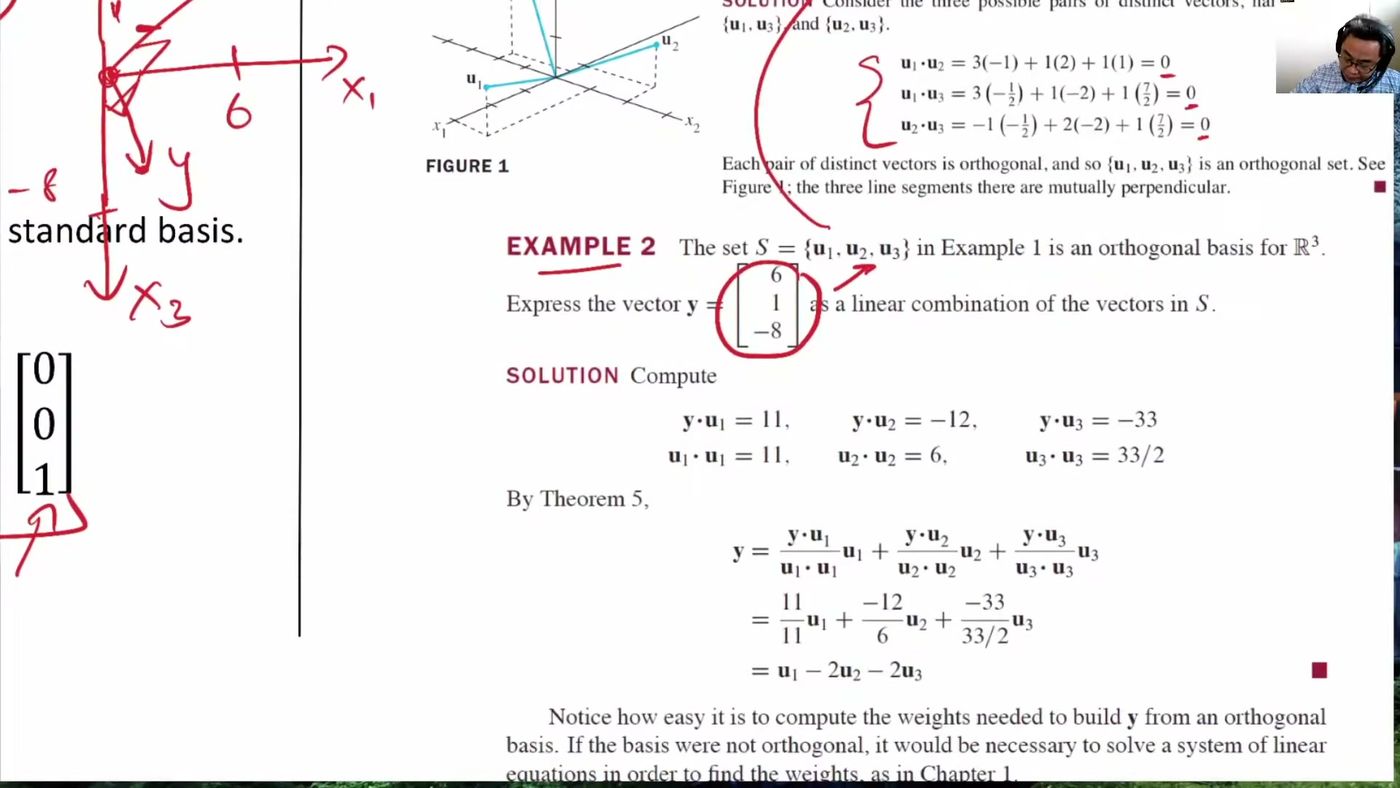 SOLUTION Consider the three possible pairs of distinct vectors,
{u₁, u₃}, and {u₂, u₃}.
u₁·u₂ = 3(−1) + 1(2) + 1(1) = 0
u₁·u₃ = 3(−1/2) + 1(−2) + 1(7/2) = 0
u₂·u₃ = −1(−1/2) + 2(−2) + 1(7/2) = 0
Each pair of distinct vectors is orthogonal, and so {u₁, u₂, u₃} is an orthogonal set. See
Figure 1; the three line segments there are mutually perpendicular.
u₂
u₁
x₁
x₂
FIGURE 1
x₁
6
y
−8
standard basis.
x₃
[0
0
1]
EXAMPLE 2 The set S = {u₁, u₂, u₃} in Example 1 is an orthogonal basis for ℝ³.
Express the vector y = [6 1 −8] as a linear combination of the vectors in S.
SOLUTION Compute
y·u₁ = 11, y·u₂ = −12, y·u₃ = −33
u₁·u₁ = 11, u₂·u₂ = 6, u₃·u₃ = 33/2
By Theorem 5,
y = y·u₁/u₁·u₁ u₁ + y·u₂/u₂·u₂ u₂ + y·u₃/u₃·u₃ u₃
= 11/11 u₁ + −12/6 u₂ + −33/33/2 u₃
= u₁ − 2u₂ − 2u₃
Notice how easy it is to compute the weights needed to build y from an orthogonal
basis. If the basis were not orthogonal, it would be necessary to solve a system of linear
equations in order to find the weights, as in Chapter 1.